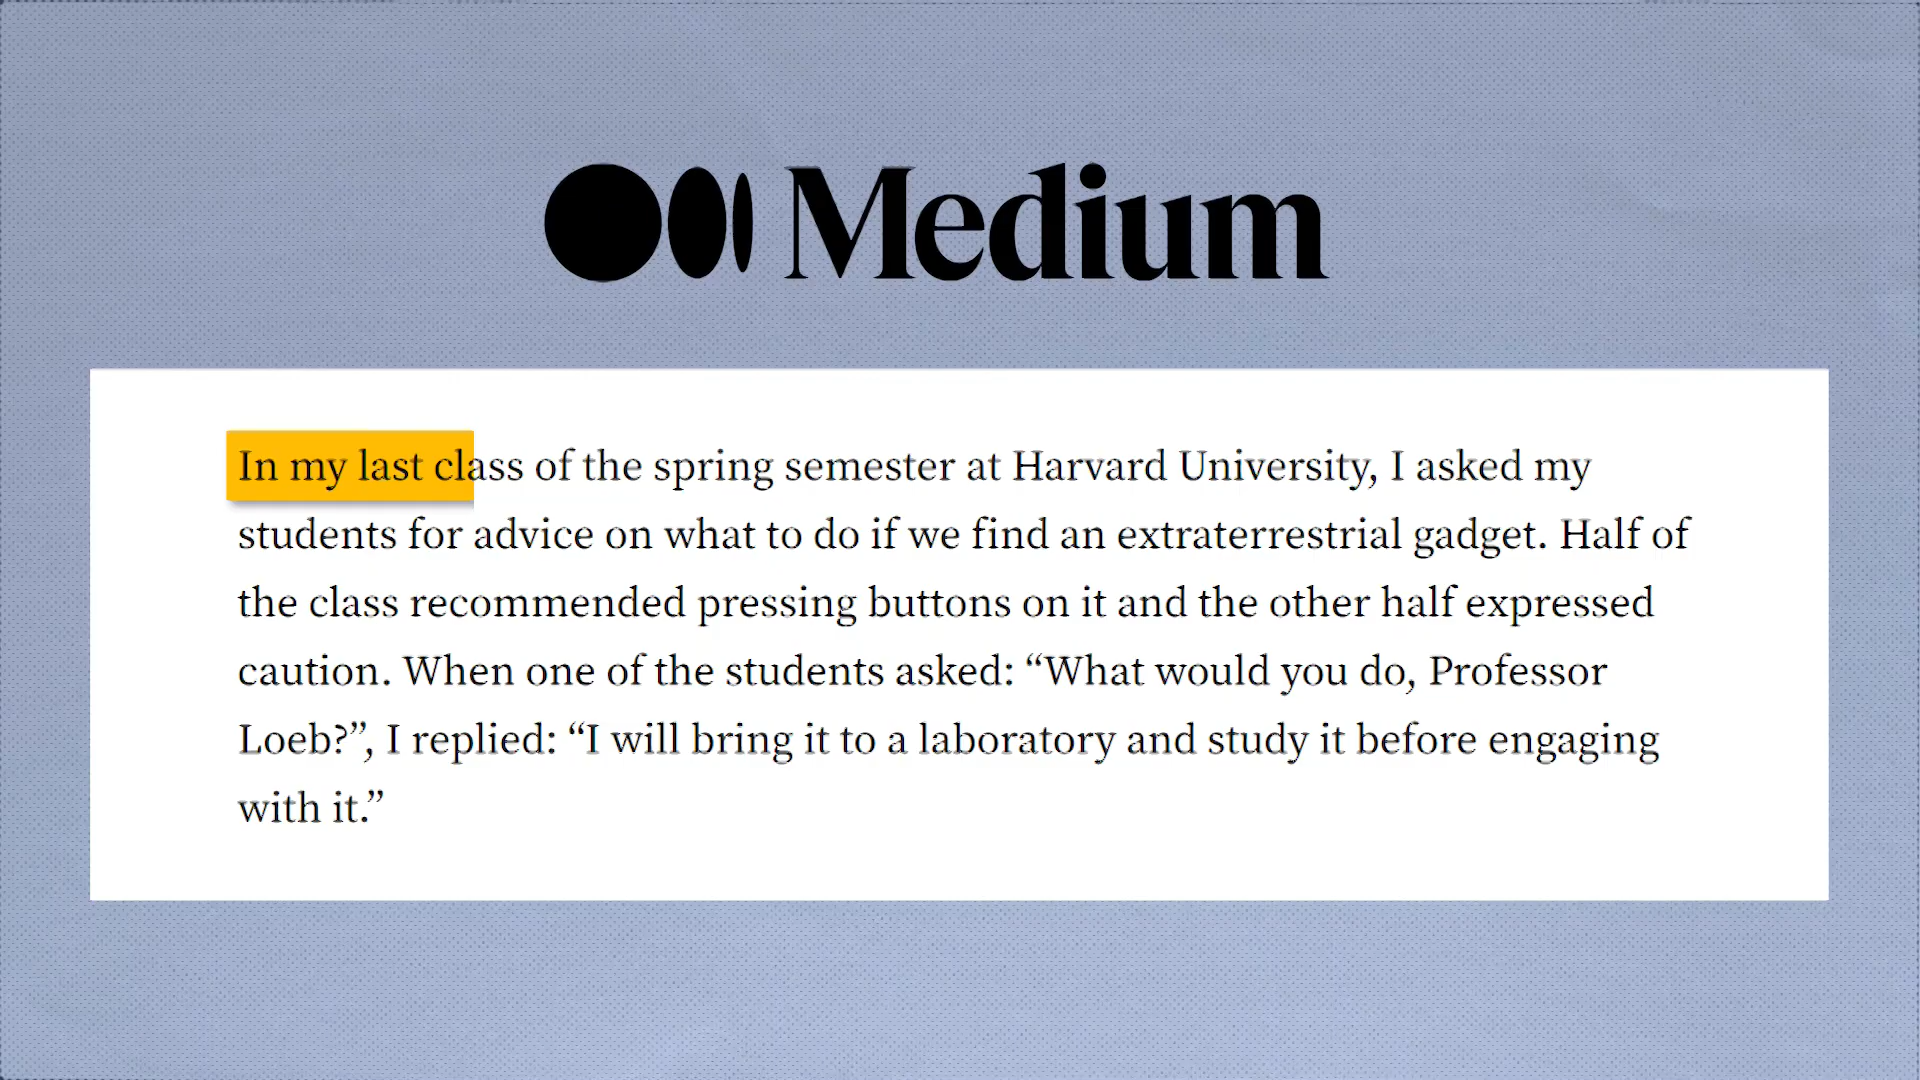 Medium
In my last class of the spring semester at Harvard University, I asked my
students for advice on what to do if we find an extraterrestrial gadget. Half of
the class recommended pressing buttons on it and the other half expressed
caution. When one of the students asked: “What would you do, Professor
Loeb?”, I replied: “I will bring it to a laboratory and study it before engaging
with it.”